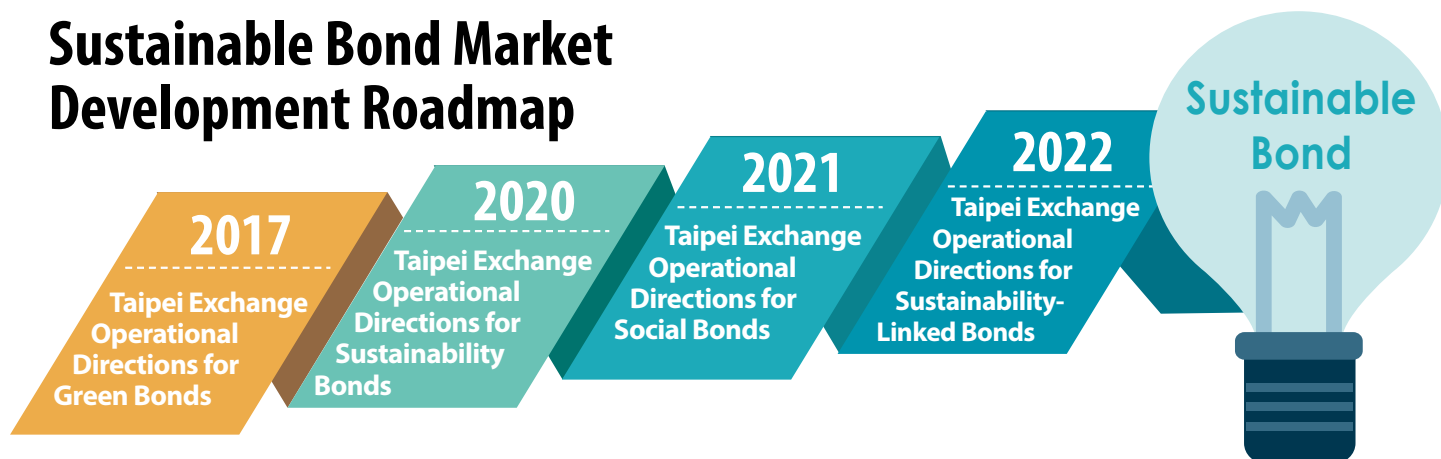 Sustainable Bond Market
Development Roadmap
2017
Taipei Exchange
Operational
Directions for
Green Bonds
2020
Taipei Exchange
Operational
Directions for
Sustainability
Bonds
2021
Taipei Exchange
Operational
Directions for
Social Bonds
2022
Taipei Exchange
Operational
Directions for
Sustainability-
Linked Bonds
Sustainable
Bond